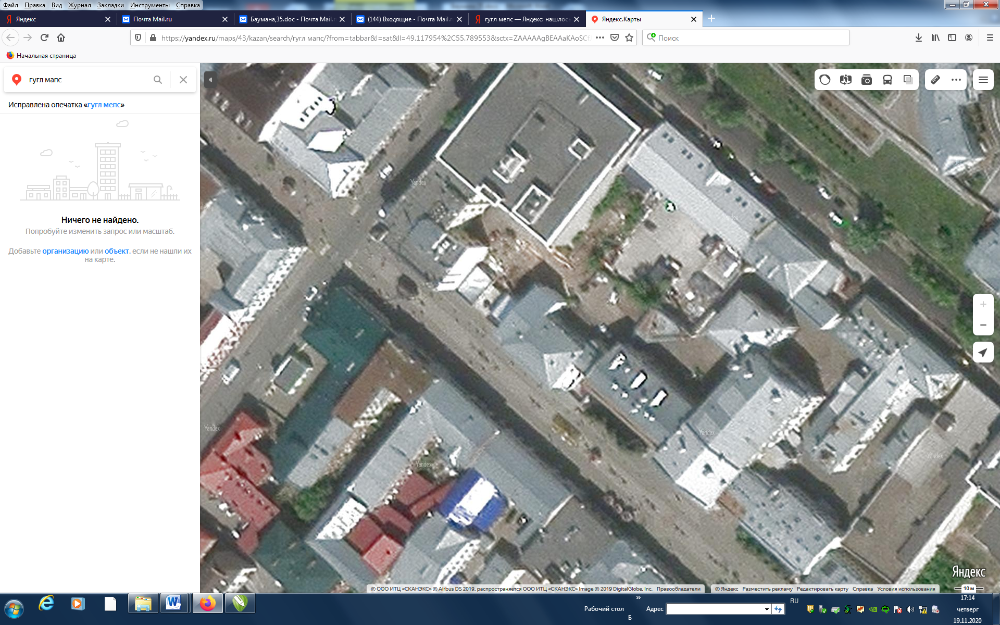 Файл Правка Вид Журнал Закладки Инструменты Справка
Яндекс
Почта Mail.ru
Баумана,35.doc - Почта Mail.r
(144) Входящие - Почта Mail.r
гугл мепс — Яндекс: нашлось
Яндекс.Карты
https://yandex.ru/maps/43/kazan/search/гугл мапс/?from=tabbar&l=sat&ll=49.117954%2C55.789553&sctx=ZAAAAAgBEAAaKAoSC
Поиск
Начальная страница
гугл мапс
Исправлена опечатка «гугл мепс»
Ничего не найдено.
Попробуйте изменить запрос или масштаб.
Добавьте организацию или объект, если не нашли их
на карте.
Yandex
Yandex
Yandex
Yandex
Yandex
Yandex
Яндекс
© ООО ИТЦ «СКАНЭКС» © Airbus DS 2019, распространяется ООО ИТЦ «СКАНЭКС» Image © 2019 DigitalGlobe, Inc. Правообладатели
© Яндекс Разместить рекламу Редактировать карту Справка Условия использования
10 м
Рабочий стол
»
Б
Адрес
RU
17:14
четверг
19.11.2020